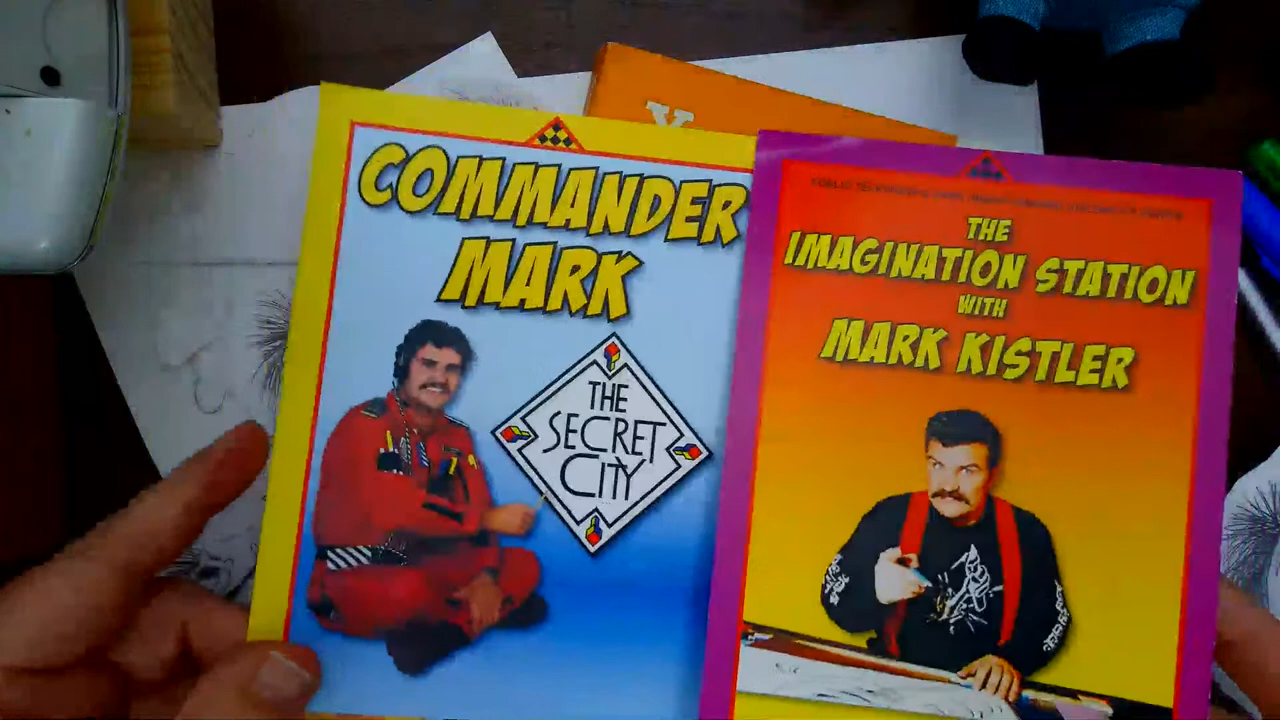 COMMANDER
MARK
THE
SECRET
CITY
THE
IMAGINATION STATION
WITH
MARK KISTLER